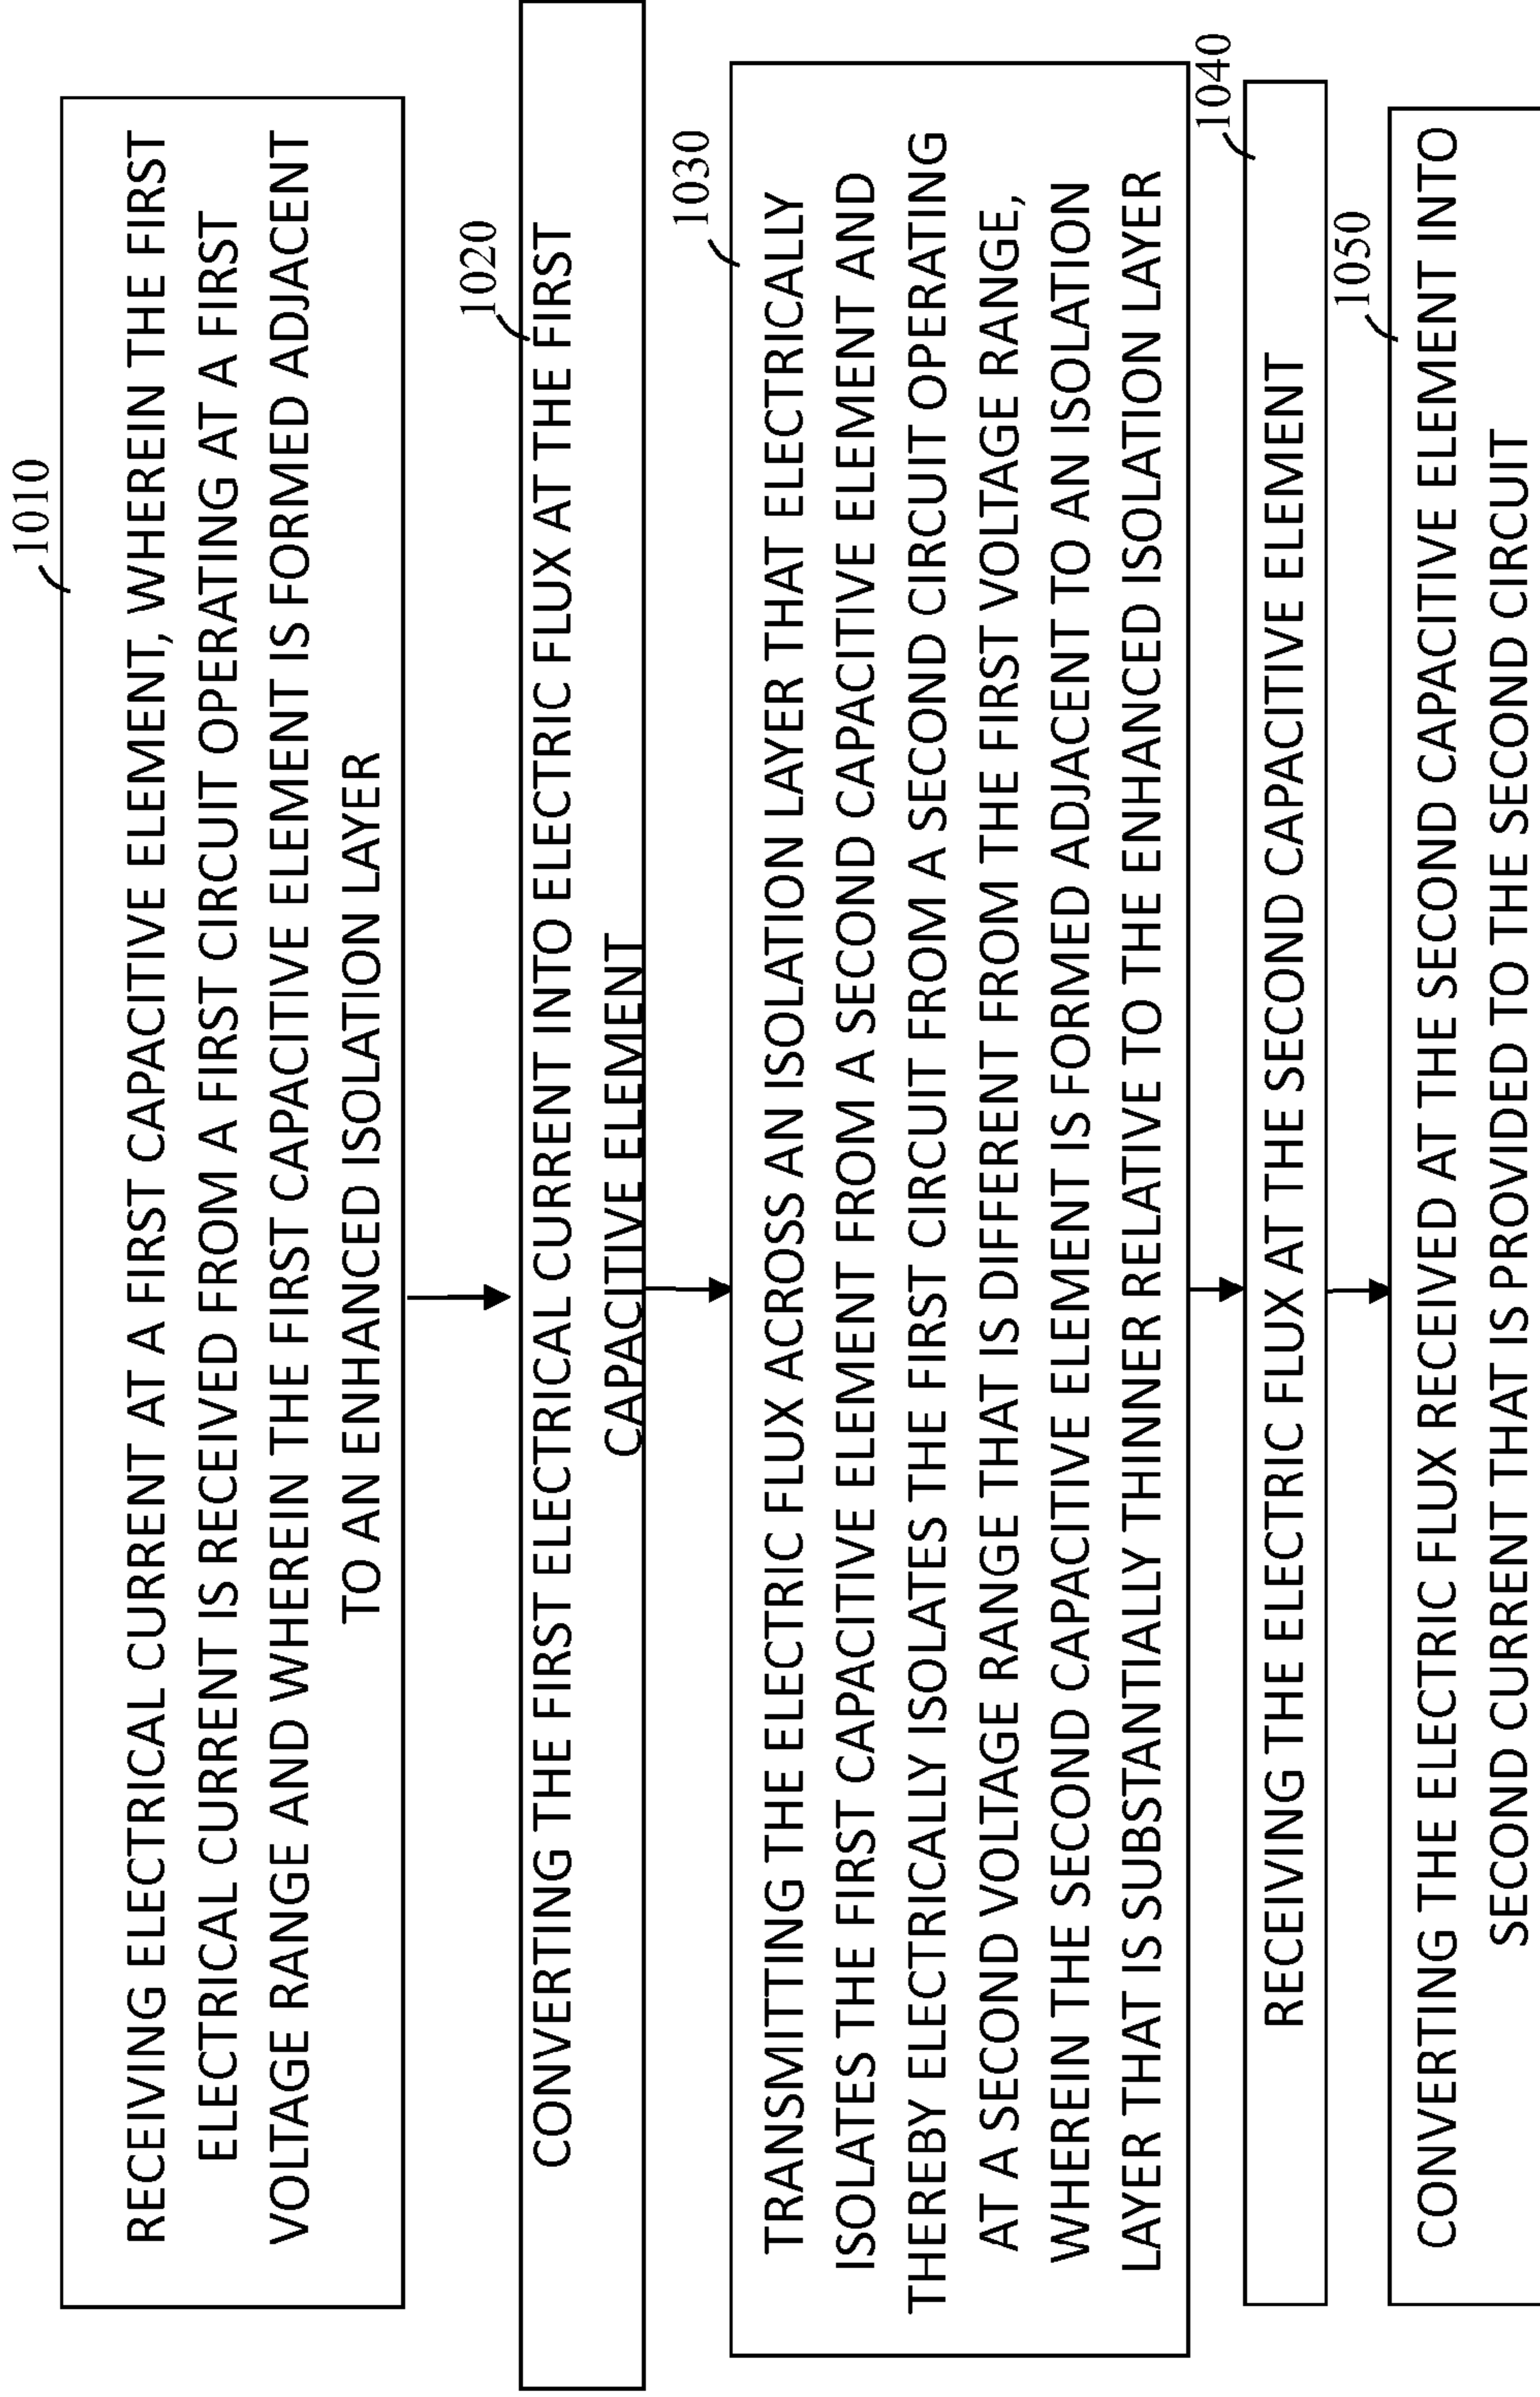 1010
RECEIVING ELECTRICAL CURRENT AT A FIRST CAPACITIVE ELEMENT, WHEREIN THE FIRST
ELECTRICAL CURRENT IS RECEIVED FROM A FIRST CIRCUIT OPERATING AT A FIRST
VOLTAGE RANGE AND WHEREIN THE FIRST CAPACITIVE ELEMENT IS FORMED ADJACENT
TO AN ENHANCED ISOLATION LAYER
1020
CONVERTING THE FIRST ELECTRICAL CURRENT INTO ELECTRIC FLUX AT THE FIRST
CAPACITIVE ELEMENT
1030
TRANSMITTING THE ELECTRIC FLUX ACROSS AN ISOLATION LAYER THAT ELECTRICALLY
ISOLATES THE FIRST CAPACITIVE ELEMENT FROM A SECOND CAPACITIVE ELEMENT AND
THEREBY ELECTRICALLY ISOLATES THE FIRST CIRCUIT FROM A SECOND CIRCUIT OPERATING
AT A SECOND VOLTAGE RANGE THAT IS DIFFERENT FROM THE FIRST VOLTAGE RANGE,
WHEREIN THE SECOND CAPACITIVE ELEMENT IS FORMED ADJACENT TO AN ISOLATION
LAYER THAT IS SUBSTANTIALLY THINNER RELATIVE TO THE ENHANCED ISOLATION LAYER
1040
RECEIVING THE ELECTRIC FLUX AT THE SECOND CAPACITIVE ELEMENT
1050
CONVERTING THE ELECTRIC FLUX RECEIVED AT THE SECOND CAPACITIVE ELEMENT INTO
SECOND CURRENT THAT IS PROVIDED TO THE SECOND CIRCUIT